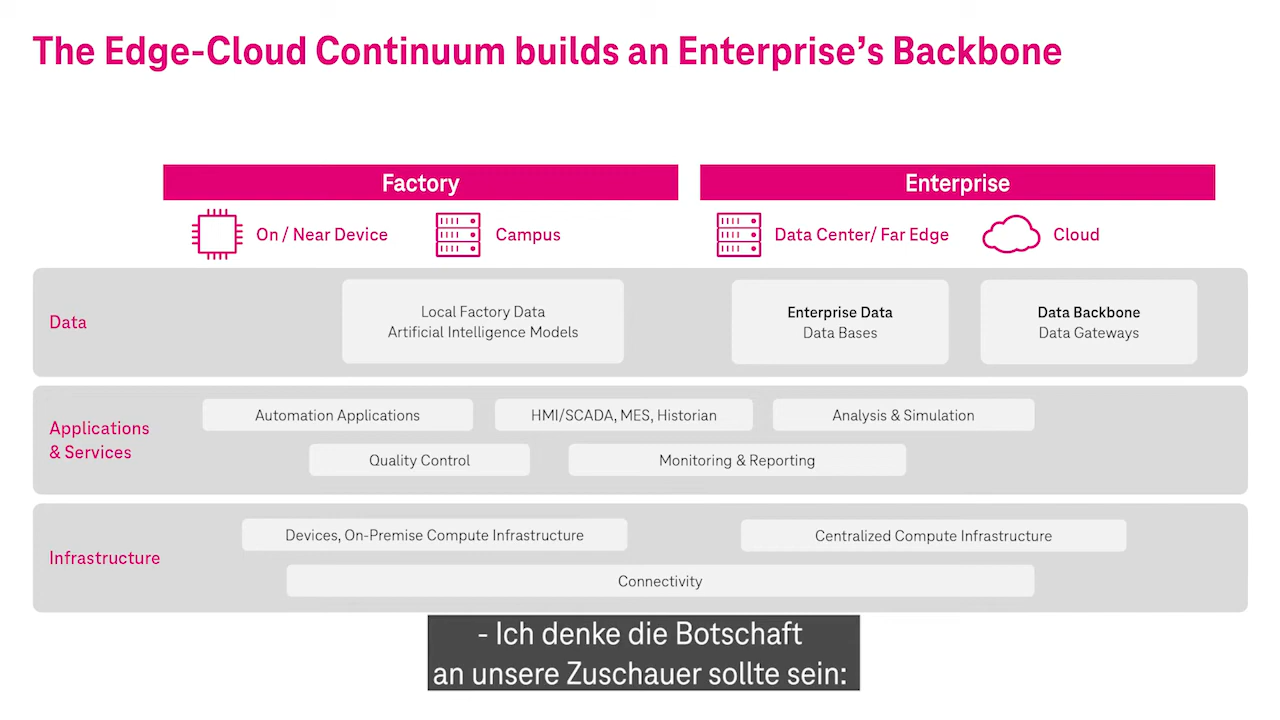 The Edge-Cloud Continuum builds an Enterprise’s Backbone
Factory
Enterprise
On / Near Device
Campus
Data Center/ Far Edge
Cloud
Data
Local Factory Data
Artificial Intelligence Models
Enterprise Data
Data Bases
Data Backbone
Data Gateways
Applications
& Services
Automation Applications
HMI/SCADA, MES, Historian
Analysis & Simulation
Quality Control
Monitoring & Reporting
Infrastructure
Devices, On-Premise Compute Infrastructure
Centralized Compute Infrastructure
Connectivity
- Ich denke die Botschaft
an unsere Zuschauer sollte sein: